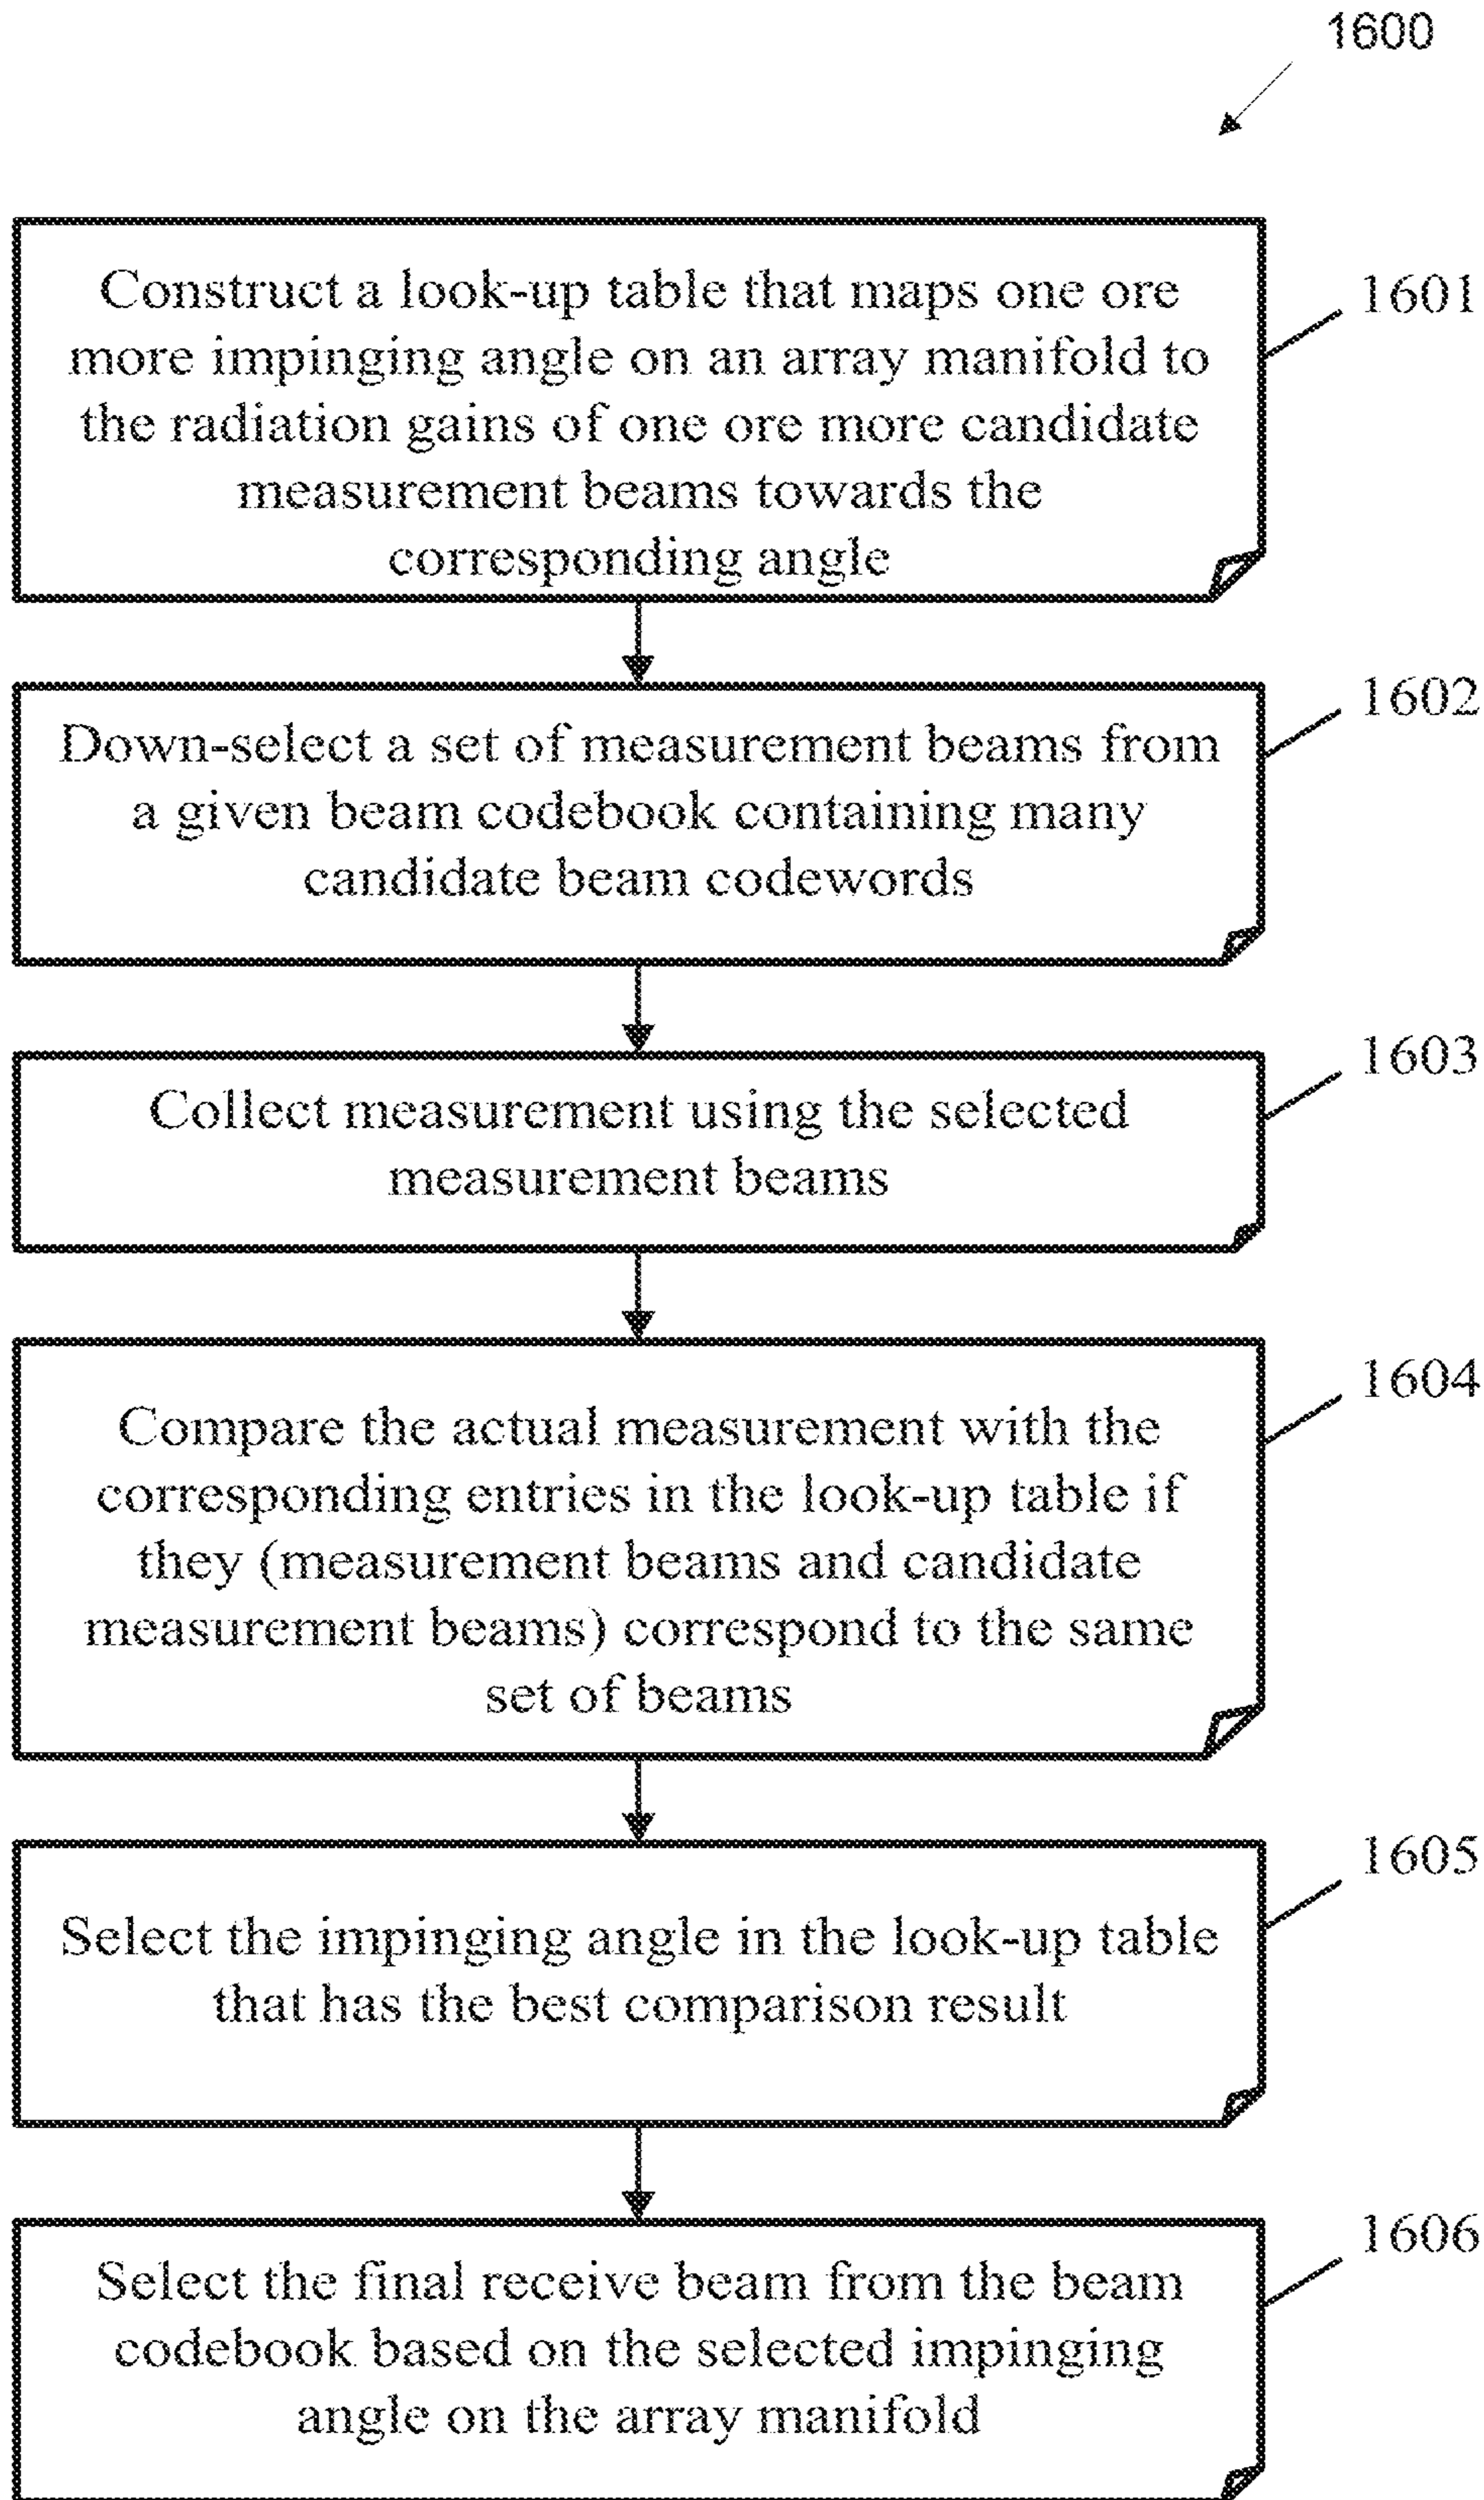 1600
Construct a look-up table that maps one ore
more impinging angle on an array manifold to
the radiation gains of one ore more candidate
measurement beams towards the
corresponding angle
1601
Down-select a set of measurement beams from
a given beam codebook containing many
candidate beam codewords
1602
Collect measurement using the selected
measurement beams
1603
Compare the actual measurement with the
corresponding entries in the look-up table if
they (measurement beams and candidate
measurement beams) correspond to the same
set of beams
1604
Select the impinging angle in the look-up table
that has the best comparison result
1605
Select the final receive beam from the beam
codebook based on the selected impinging
angle on the array manifold
1606